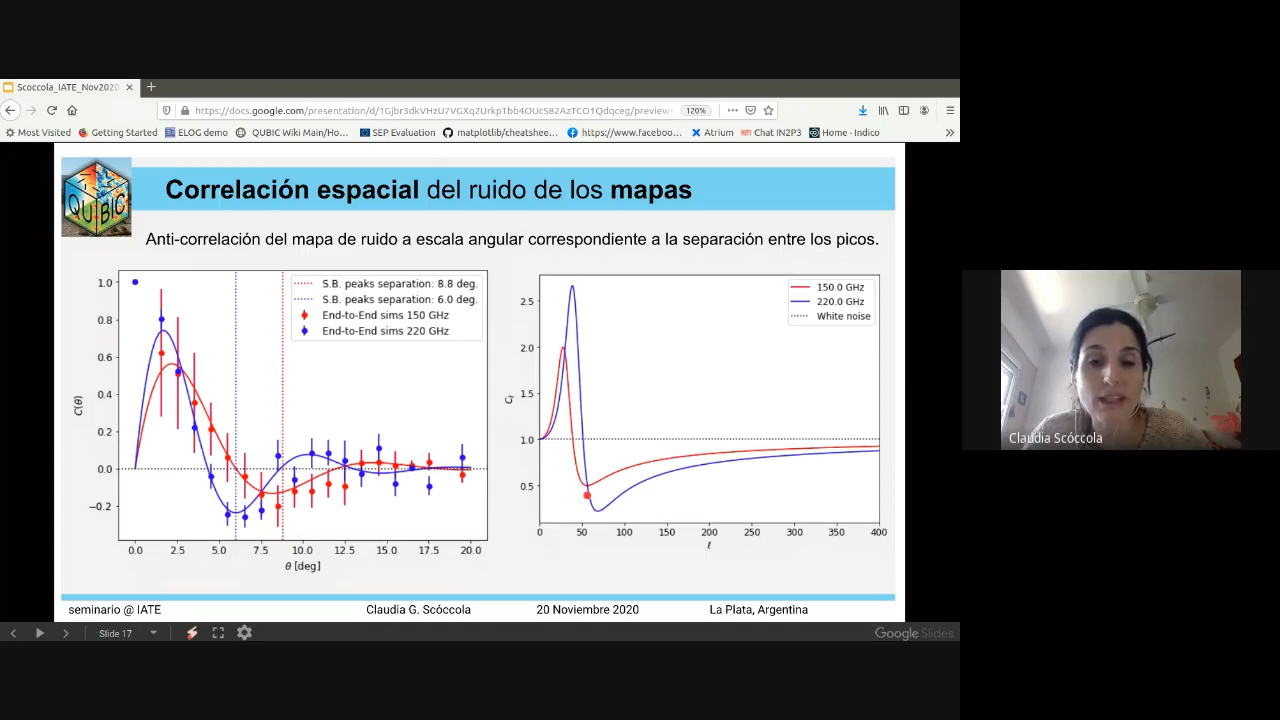 Scoccola_IATE_Nov2020
https://docs.google.com/presentation/d/1Gjbr3dkVHzU7VGXq2UrkpTbb4OUcS82AzTCO1Qdqceg/preview
120%
Most Visited
Getting Started
ELOG demo
QUBIC Wiki Main/Ho...
SEP Evaluation
matplotlib/cheatshee...
https://www.faceboo...
Atrium
Chat IN2P3
Home · Indico
QUBIC
Correlación espacial del ruido de los mapas
Anti-correlación del mapa de ruido a escala angular correspondiente a la separación entre los picos.
S.B. peaks separation: 8.8 deg.
S.B. peaks separation: 6.0 deg.
End-to-End sims 150 GHz
End-to-End sims 220 GHz
1.0
0.8
0.6
0.4
0.2
0.0
−0.2
C(θ)
0.0 2.5 5.0 7.5 10.0 12.5 15.0 17.5 20.0
θ [deg]
150.0 GHz
220.0 GHz
White noise
2.5
2.0
1.5
1.0
0.5
Cℓ
0 50 100 150 200 250 300 350 400
ℓ
Claudia Scóccola
seminario @ IATE
Claudia G. Scóccola
20 Noviembre 2020
La Plata, Argentina
Slide 17
Google Slides